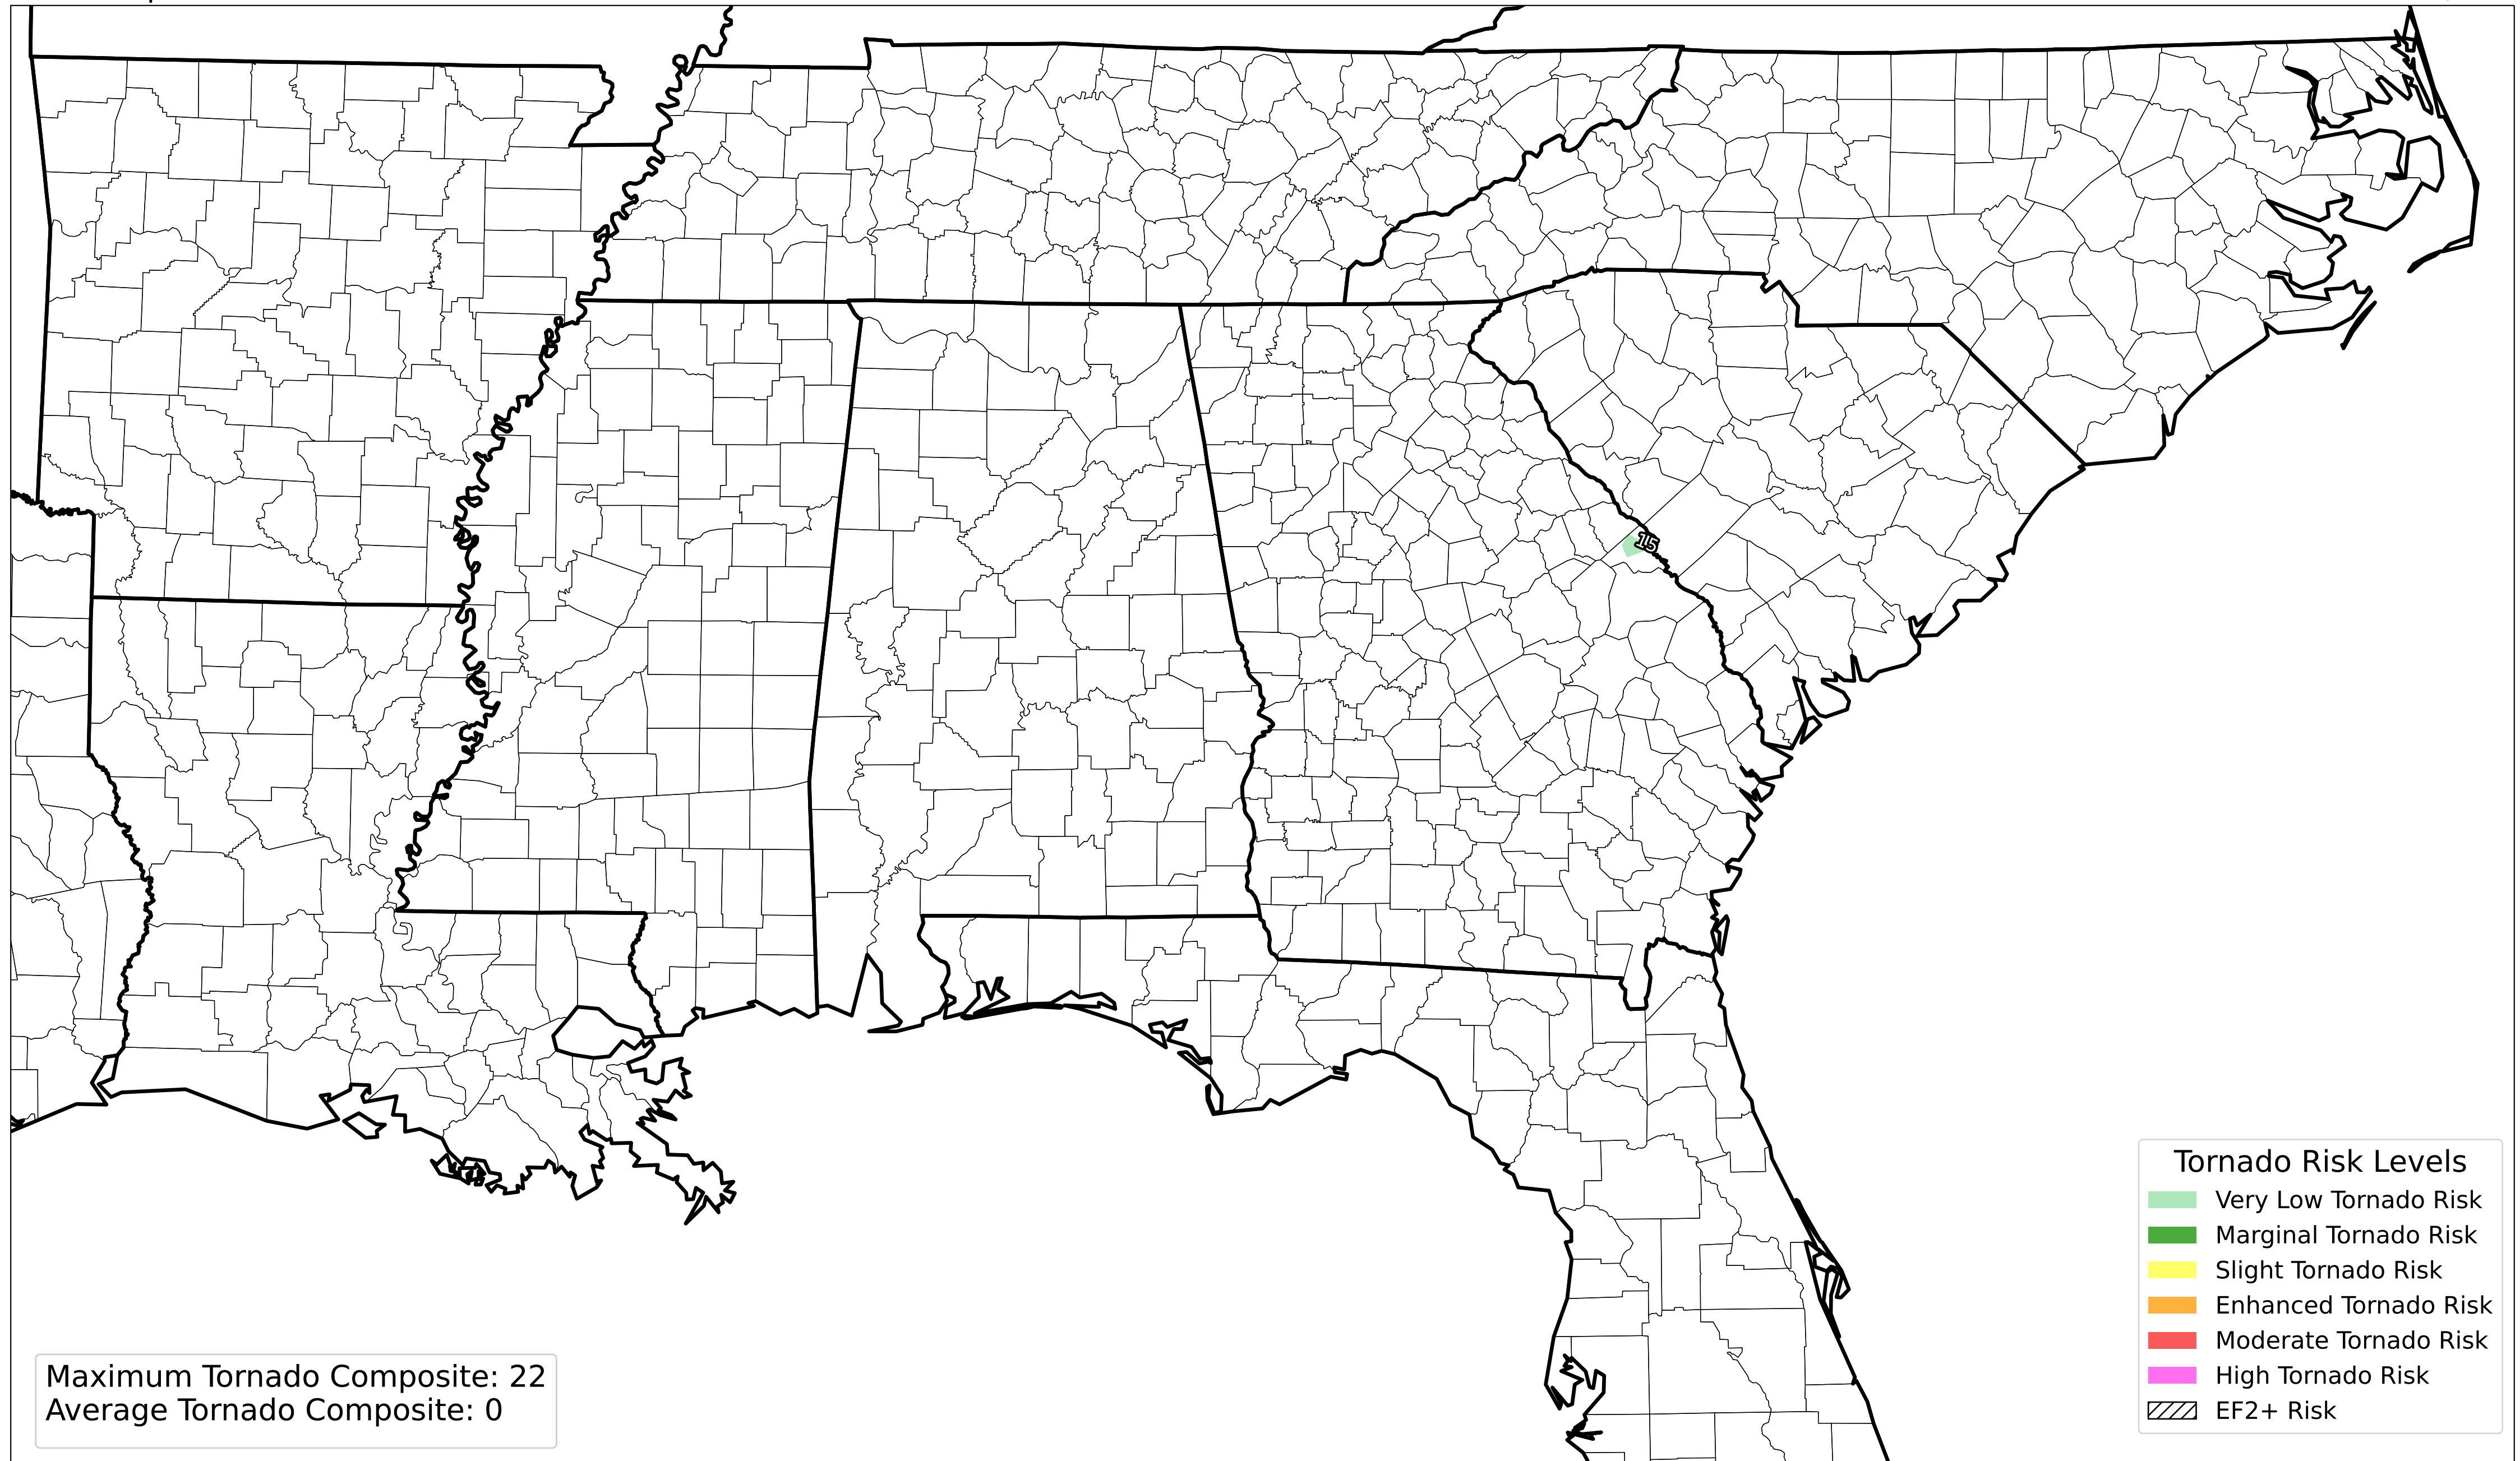 15
Tornado Risk Levels
Very Low Tornado Risk
Marginal Tornado Risk
Slight Tornado Risk
Enhanced Tornado Risk
Moderate Tornado Risk
High Tornado Risk
EF2+ Risk
Maximum Tornado Composite: 22
Average Tornado Composite: 0